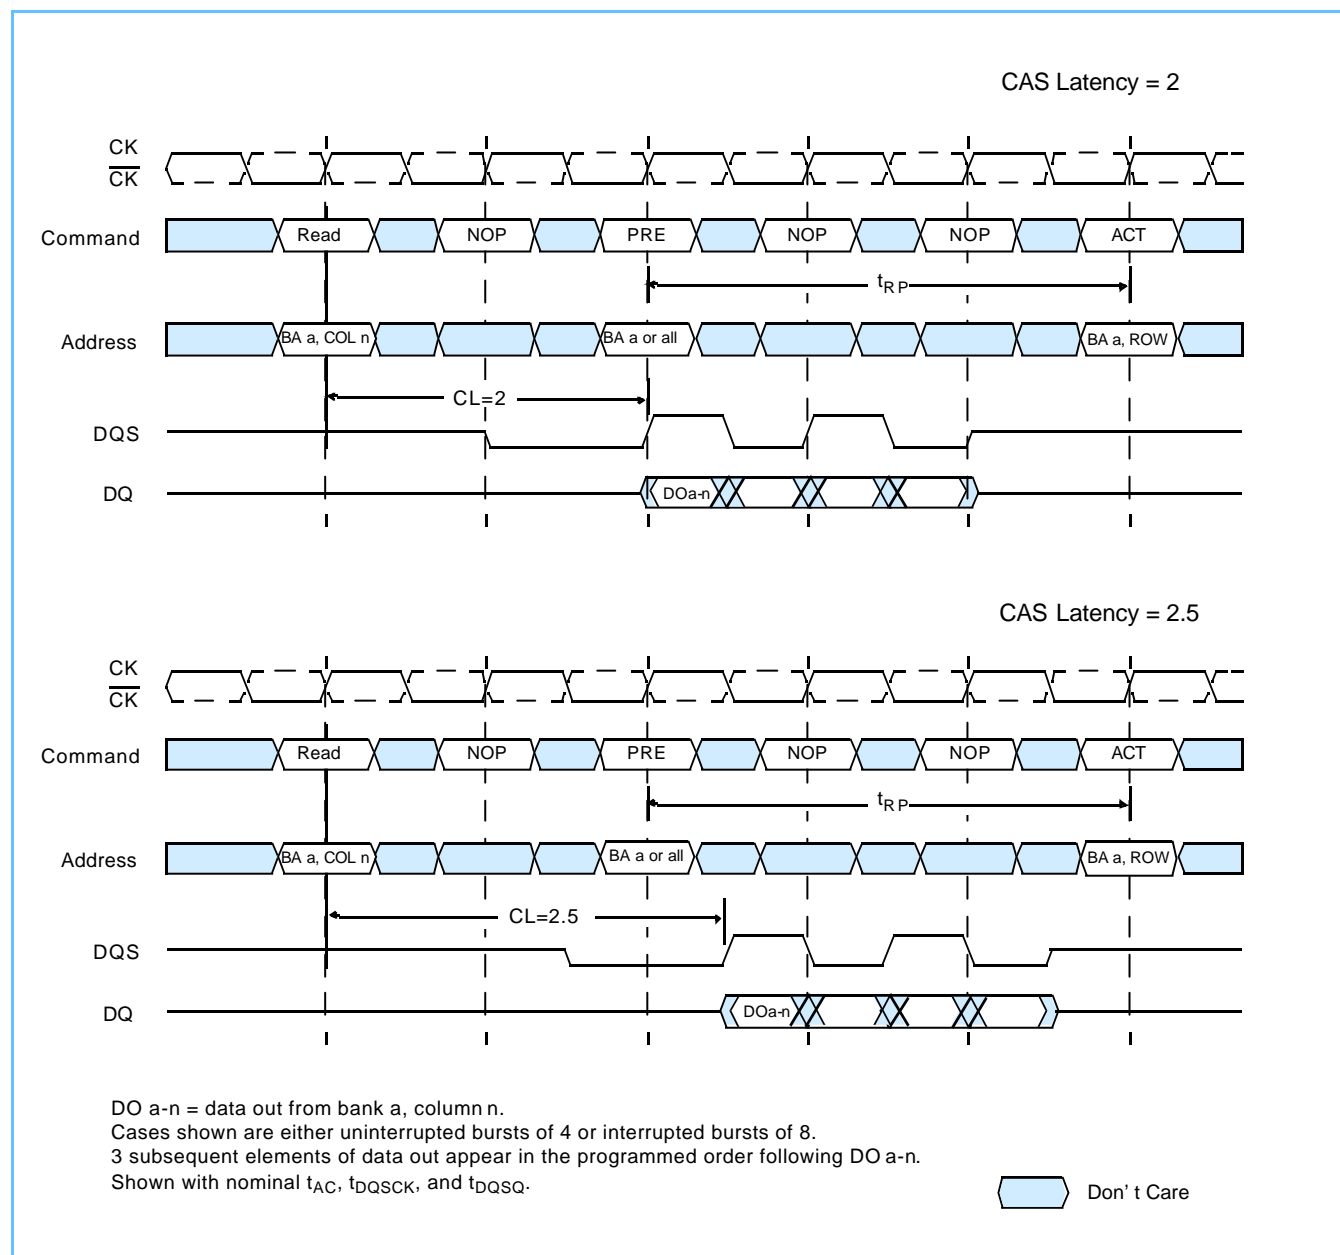 CAS Latency = 2
CK
CK
Command Read NOP PRE NOP NOP ACT
tRP
Address BA a, COL n BA a or all BA a, ROW
CL=2
DQS
DQ DOa-n
CAS Latency = 2.5
CK
CK
Command Read NOP PRE NOP NOP ACT
tRP
Address BA a, COL n BA a or all BA a, ROW
CL=2.5
DQS
DQ DOa-n
DO a-n = data out from bank a, column n.
Cases shown are either uninterrupted bursts of 4 or interrupted bursts of 8.
3 subsequent elements of data out appear in the programmed order following DO a-n.
Shown with nominal tAC, tDQSCK, and tDQSQ.
Don' t Care